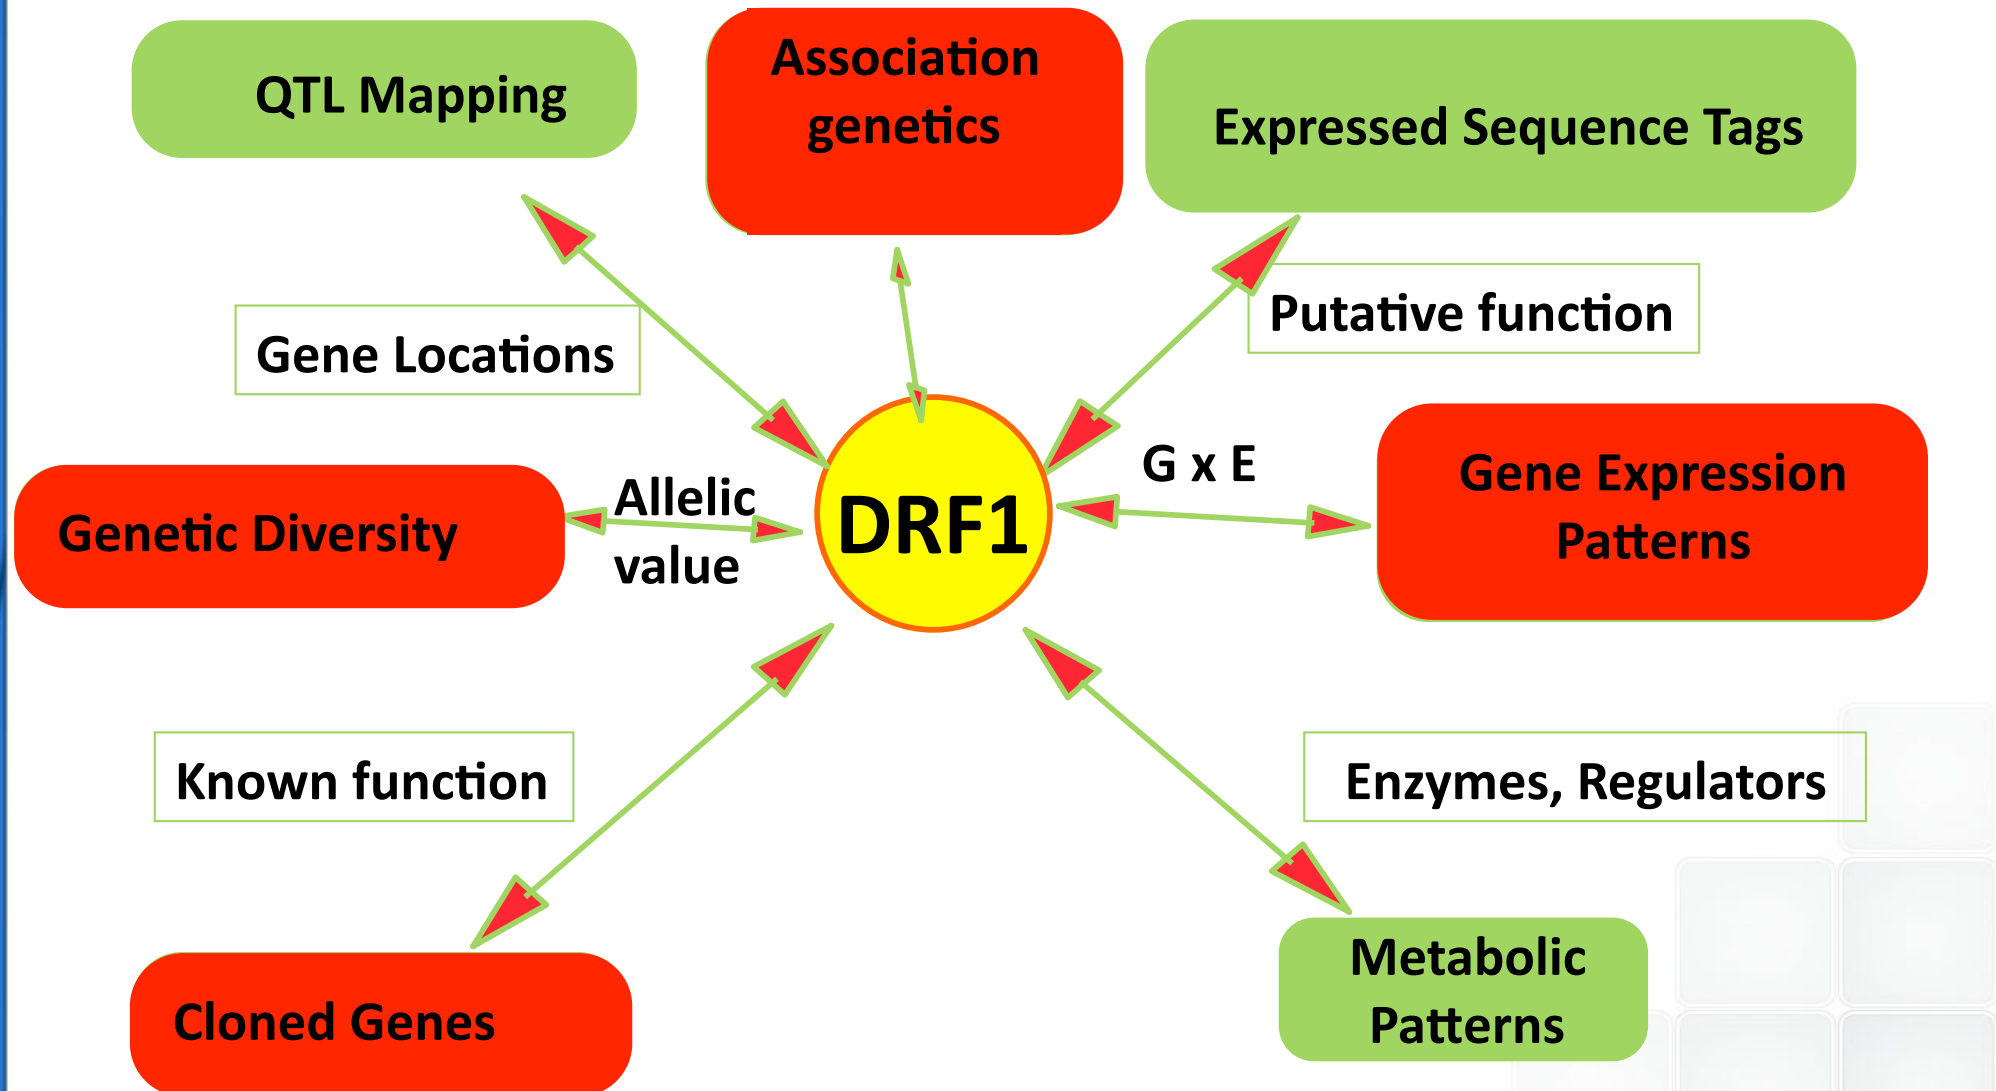 QTL Mapping
Association
genetics
Expressed Sequence Tags
Gene Locations
Putative function
Genetic Diversity
Allelic
value
DRF1
G x E
Gene Expression
Patterns
Known function
Enzymes, Regulators
Cloned Genes
Metabolic
Patterns